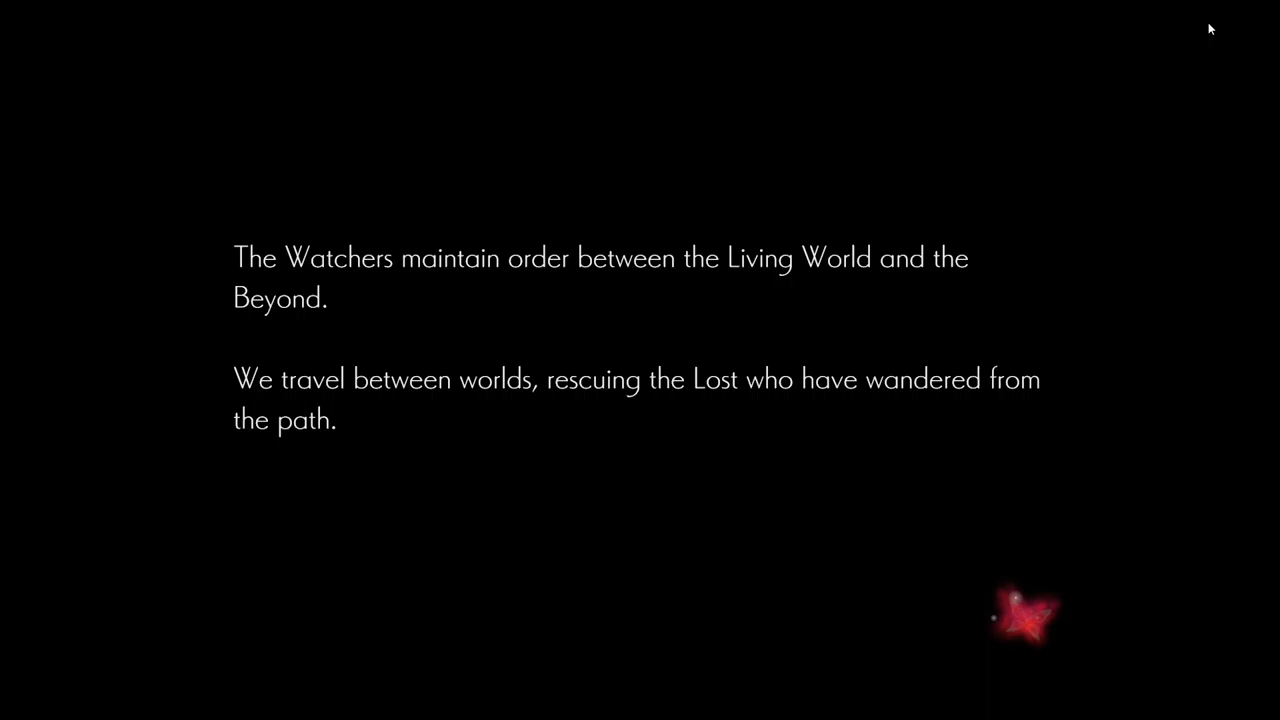 The Watchers maintain order between the Living World and the
Beyond.
We travel between worlds, rescuing the Lost who have wandered from
the path.